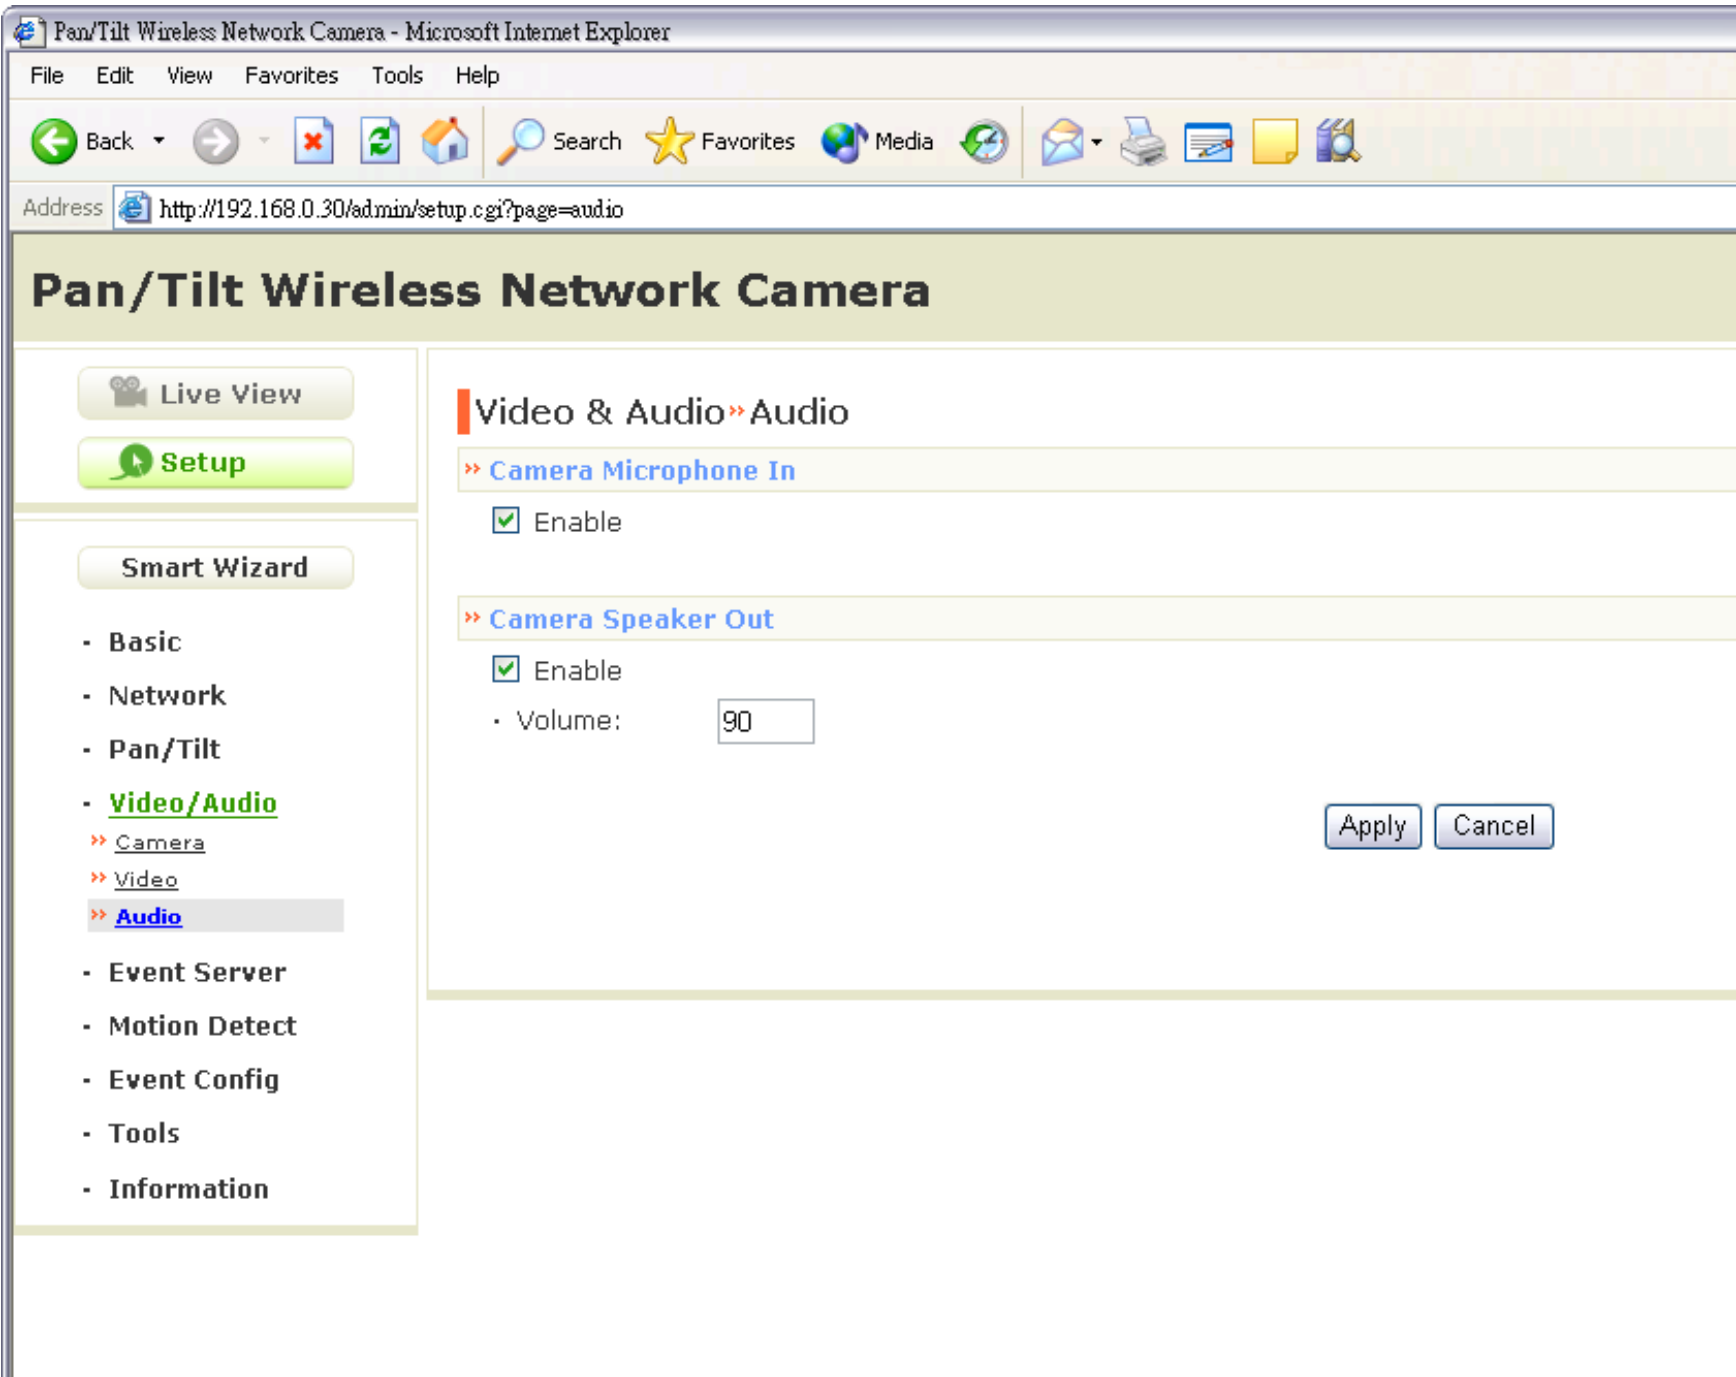 Pan/Tilt Wireless Network Camera - Microsoft Internet Explorer
File Edit View Favorites Tools Help
Back Search Favorites Media
Address http://192.168.0.30/admin/setup.cgi?page=audio
Pan/Tilt Wireless Network Camera
Live View
Setup
Smart Wizard
- Basic
- Network
- Pan/Tilt
- Video/Audio
» Camera
» Video
» Audio
- Event Server
- Motion Detect
- Event Config
- Tools
- Information
Video & Audio»Audio
» Camera Microphone In
Enable
» Camera Speaker Out
Enable
· Volume: 90
Apply Cancel